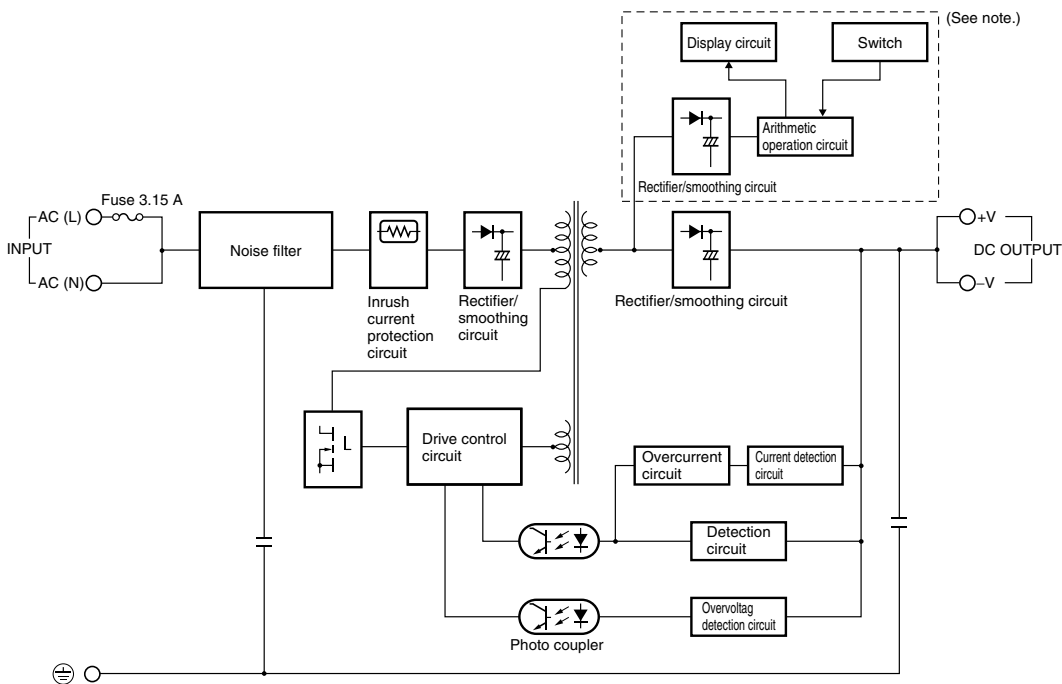 (See note.)
Display circuit
Switch
Arithmetic
operation circuit
Rectifier/smoothing circuit
Fuse 3.15 A
AC (L)
INPUT
AC (N)
Noise filter
Inrush
current
protection
circuit
Rectifier/
smoothing
circuit
Rectifier/smoothing circuit
+V
DC OUTPUT
–V
Drive control
circuit
Overcurrent
circuit
Current detection
circuit
Detection
circuit
Overvoltag
detection circuit
Photo coupler